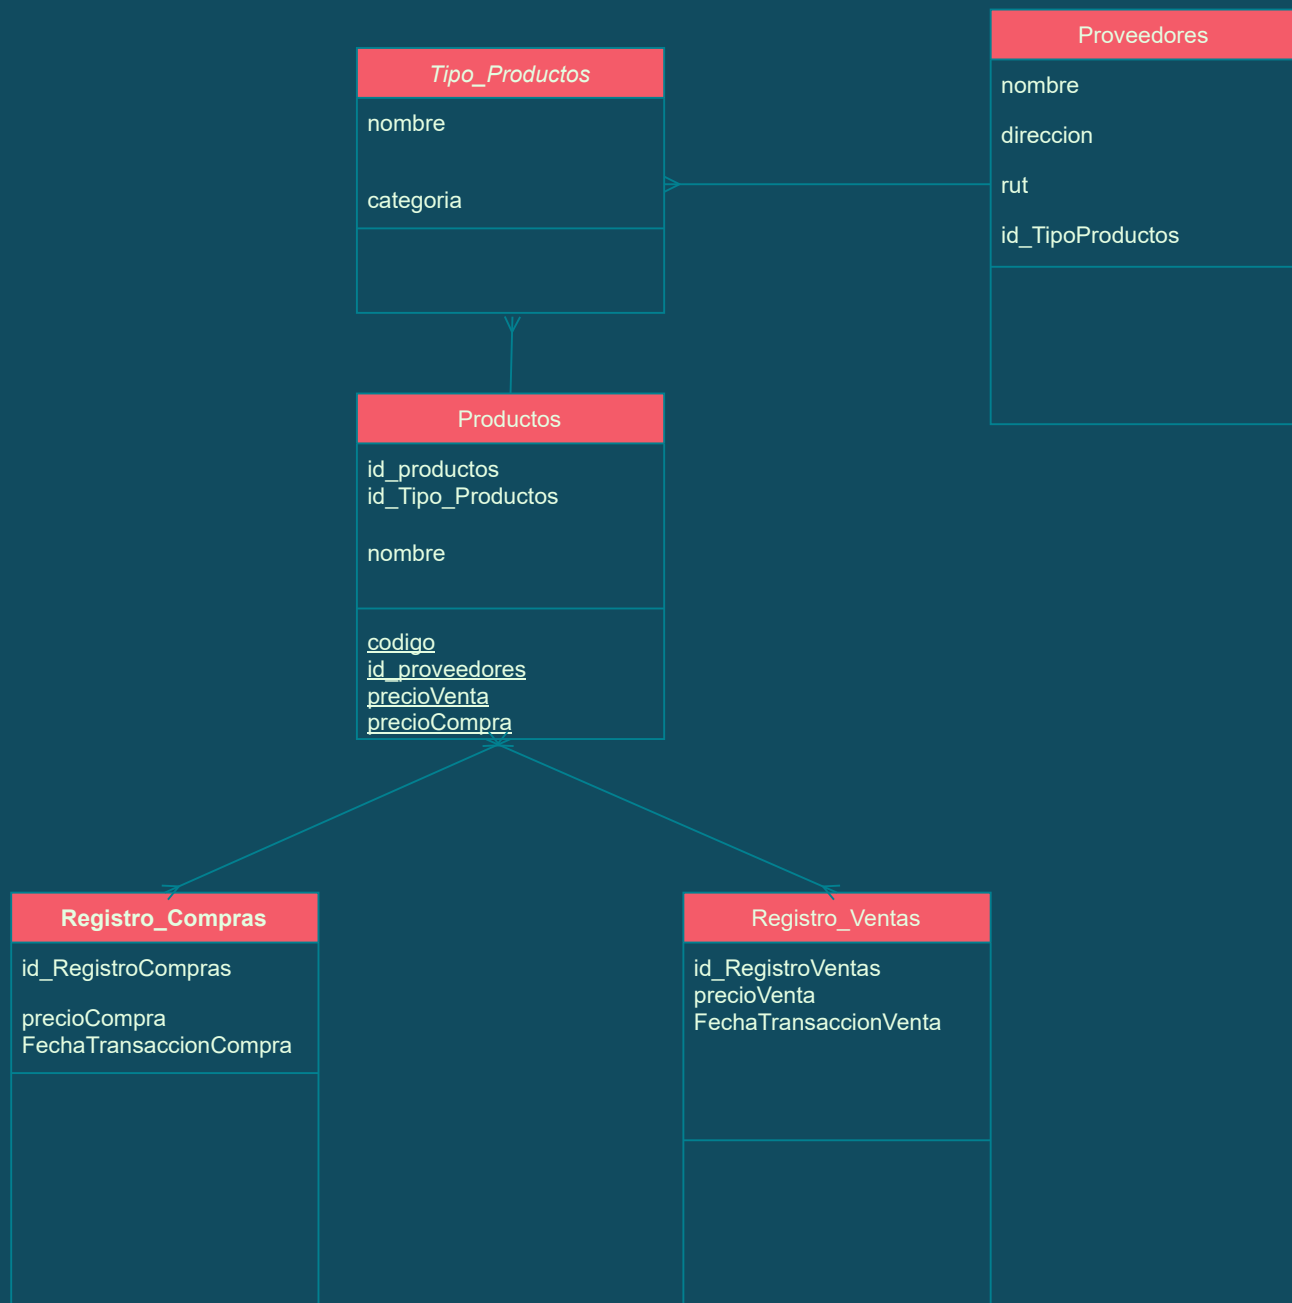 Proveedores
nombre
direccion
rut
id_TipoProductos
Tipo_Productos
nombre
categoria
Productos
id_productos
id_Tipo_Productos
nombre
codigo
id_proveedores
precioVenta
precioCompra
Registro_Compras
id_RegistroCompras
precioCompra
FechaTransaccionCompra
Registro_Ventas
id_RegistroVentas
precioVenta
FechaTransaccionVenta